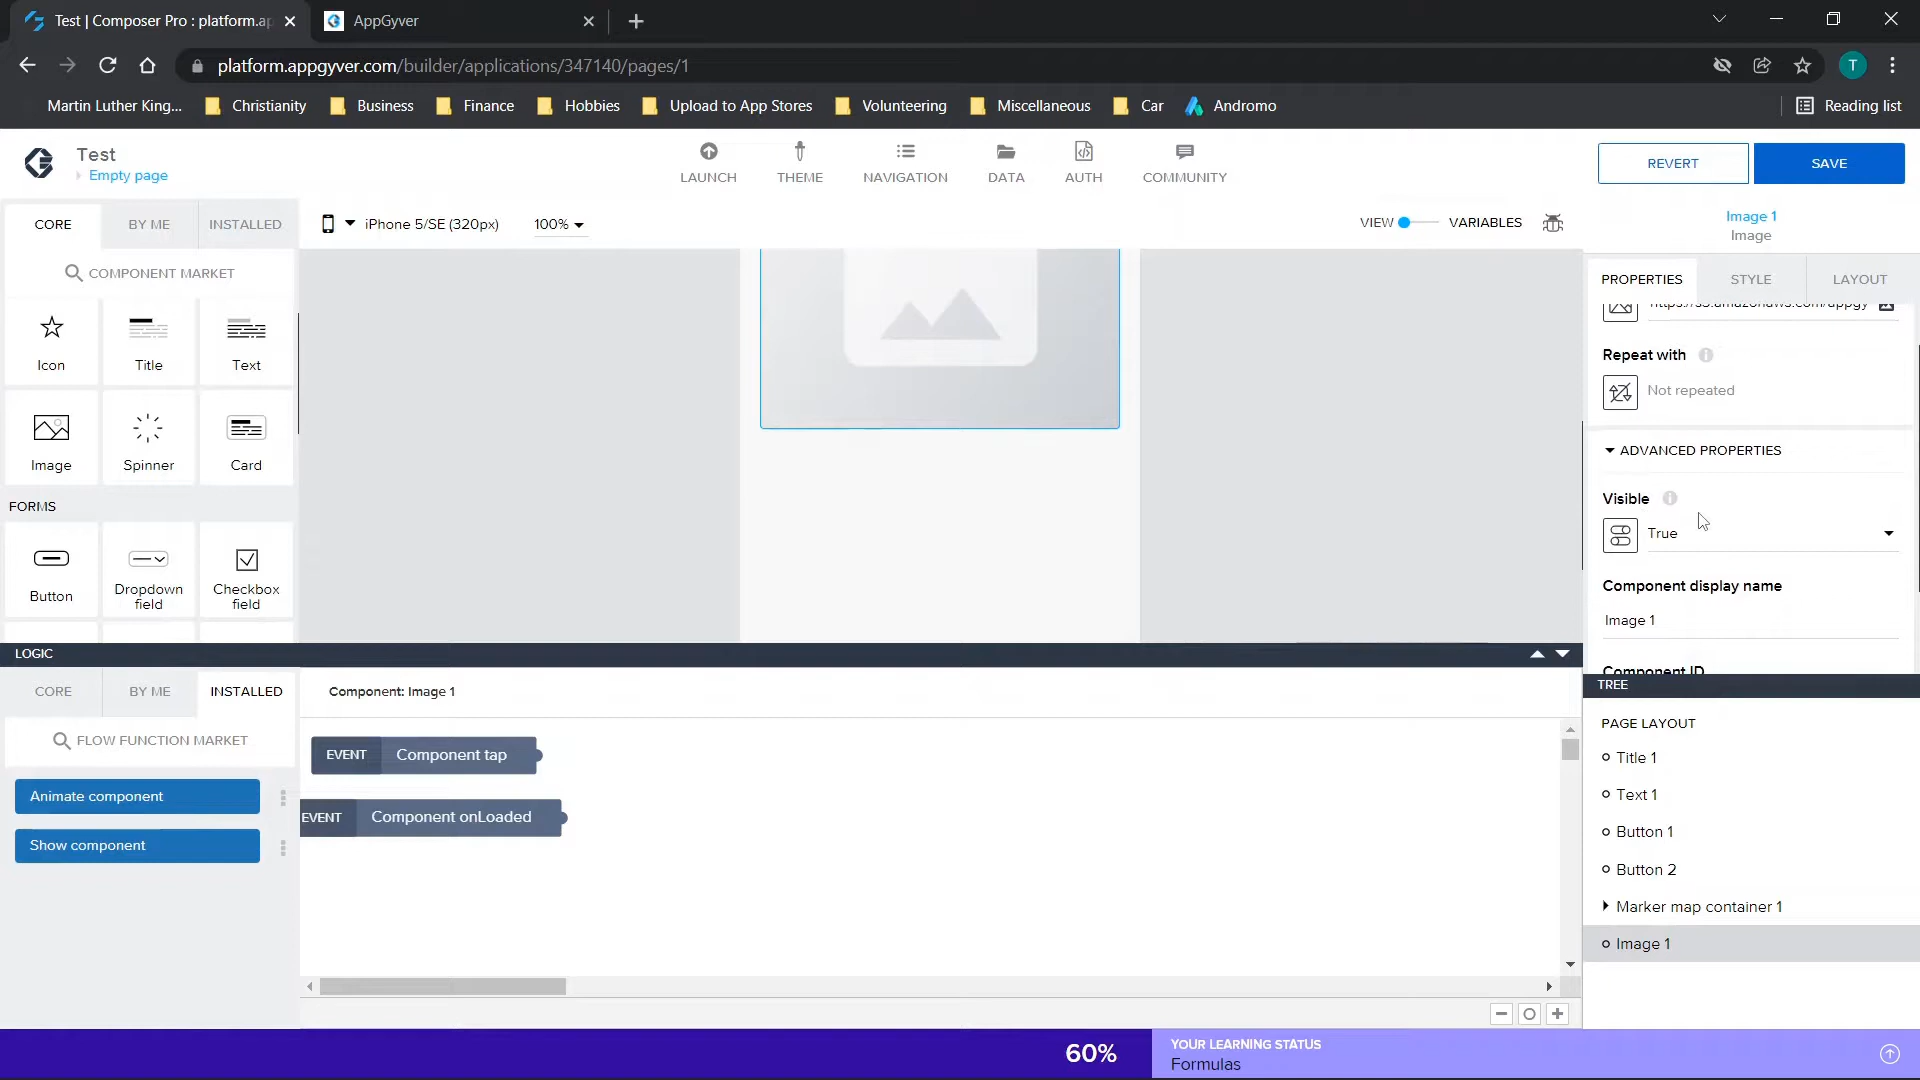 Test | Composer Pro : platform.ap
AppGyver
platform.appgyver.com/builder/applications/347140/pages/1
T
Martin Luther King...
Christianity
Business
Finance
Hobbies
Upload to App Stores
Volunteering
Miscellaneous
Car
Andromo
Reading list
Test
Empty page
LAUNCH
THEME
NAVIGATION
DATA
AUTH
COMMUNITY
REVERT
SAVE
CORE
BY ME
INSTALLED
iPhone 5/SE (320px)
100%
VIEW
VARIABLES
Image 1
Image
COMPONENT MARKET
PROPERTIES
STYLE
LAYOUT
https://s3.amazonaws.com/appgy
Icon
Title
Text
Repeat with
Not repeated
Image
Spinner
Card
ADVANCED PROPERTIES
Visible
True
FORMS
Button
Dropdown field
Checkbox field
Component display name
Image 1
Component ID
LOGIC
CORE
BY ME
INSTALLED
Component: Image 1
FLOW FUNCTION MARKET
EVENT Component tap
EVENT Component onLoaded
Animate component
Show component
TREE
PAGE LAYOUT
Title 1
Text 1
Button 1
Button 2
Marker map container 1
Image 1
60%
YOUR LEARNING STATUS
Formulas